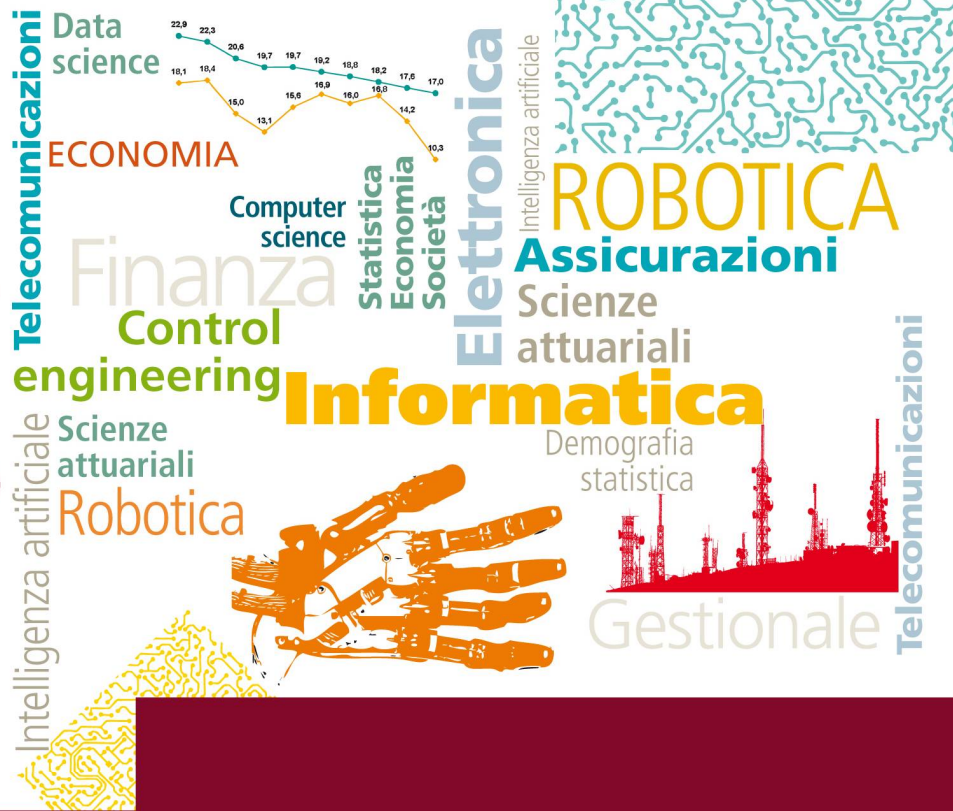 Telecomunicazioni
Data
science
22,9
22,3
20,6
19,7
19,7
19,2
18,8
18,2
17,6
17,0
18,1
18,4
15,0
13,1
15,6
16,9
16,0
16,8
14,2
10,3
ECONOMIA
Computer
science
Statistica
Economia
Società
Elettronica
Intelligenza artificiale
ROBOTICA
Finanza
Assicurazioni
Control
engineering
Scienze
attuariali
Informatica
Telecomunicazioni
Intelligenza artificiale
Scienze
attuariali
Robotica
Demografia
statistica
Gestionale